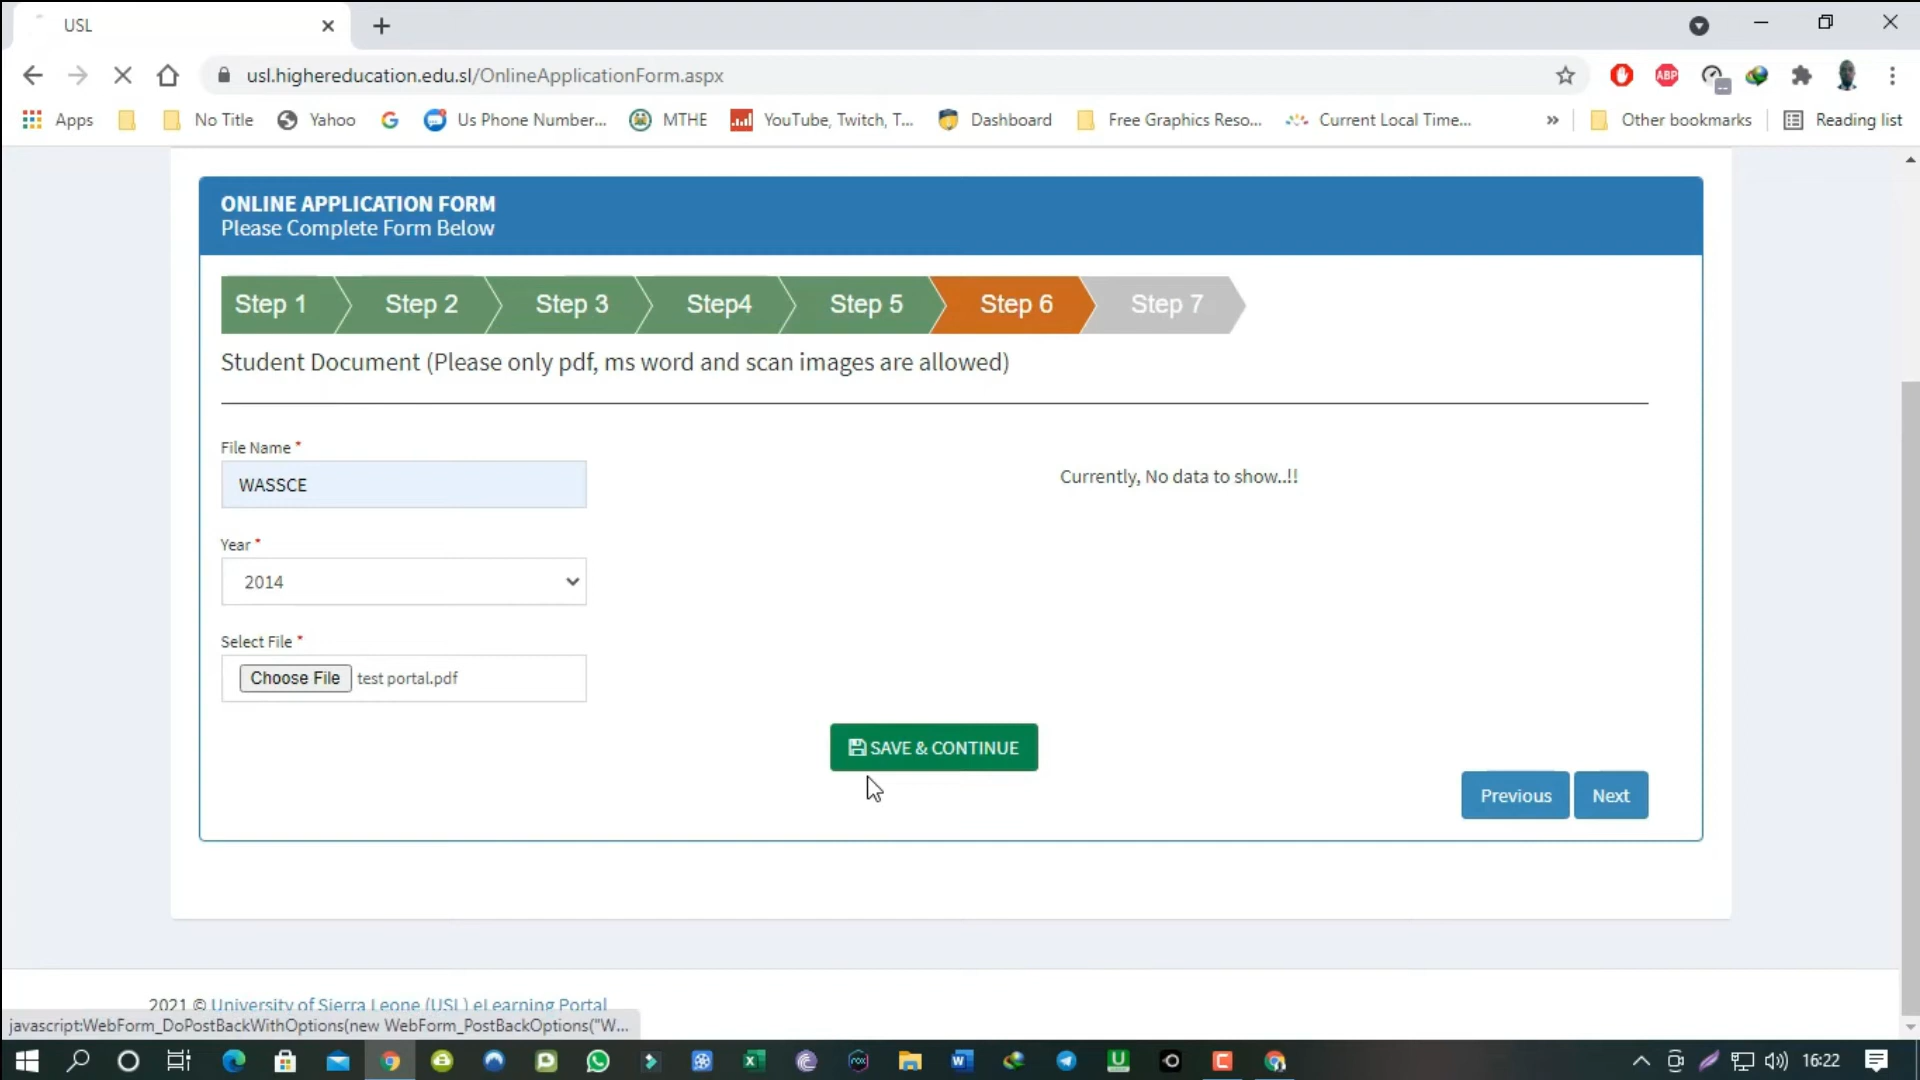 USL
usl.highereducation.edu.sl/OnlineApplicationForm.aspx
ABP
Apps No Title Yahoo Us Phone Number... MTHE YouTube, Twitch, T... Dashboard Free Graphics Reso... Current Local Time... » Other bookmarks Reading list
ONLINE APPLICATION FORM
Please Complete Form Below
Step 1 Step 2 Step 3 Step4 Step 5 Step 6 Step 7
Student Document (Please only pdf, ms word and scan images are allowed)
File Name *
WASSCE
Currently, No data to show..!!
Year *
2014
Select File *
Choose File test portal.pdf
SAVE & CONTINUE
Previous Next
2021 © University of Sierra Leone (USL) eLearning Portal
javascript:WebForm_DoPostBackWithOptions(new WebForm_PostBackOptions("W...
16:22